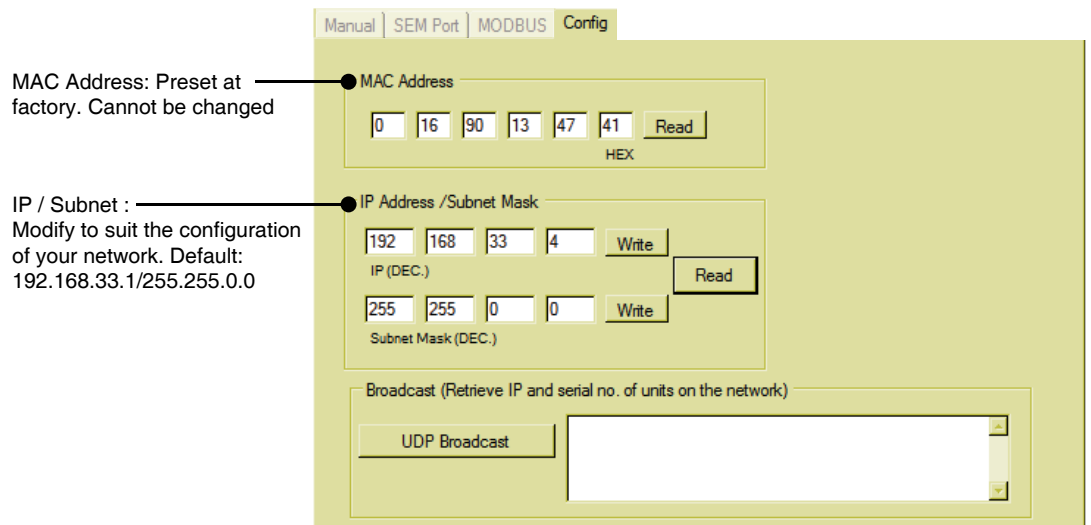 Manual SEM Port MODBUS Config
MAC Address: Preset at
factory. Cannot be changed
MAC Address
0 16 90 13 47 41 Read
HEX
IP / Subnet :
Modify to suit the configuration
of your network. Default:
192.168.33.1/255.255.0.0
IP Address /Subnet Mask
192 168 33 4 Write
IP (DEC.)
Read
255 255 0 0 Write
Subnet Mask (DEC.)
Broadcast (Retrieve IP and serial no. of units on the network)
UDP Broadcast